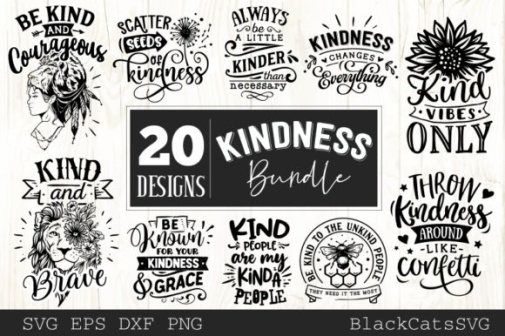 BE KIND
AND
Courageous
SCATTER
SEEDS
of
kindness
ALWAYS
be
A LITTLE
KINDER
than
necessary
KINDNESS
CHANGES
Everything
Kind
VIBES
ONLY
20
DESIGNS
KINDNESS
Bundle
KIND
and
Brave
BE
Known
FOR YOUR
KINDNESS
& GRACE
KIND
PEOPLE
are my
KINDA
PEOPLE
BE KIND TO THE UNKIND PEOPLE
THEY NEED IT THE MOST
THROW
Kindness
AROUND
LIKE
confetti
SVG EPS DXF PNG
BlackCatsSVG